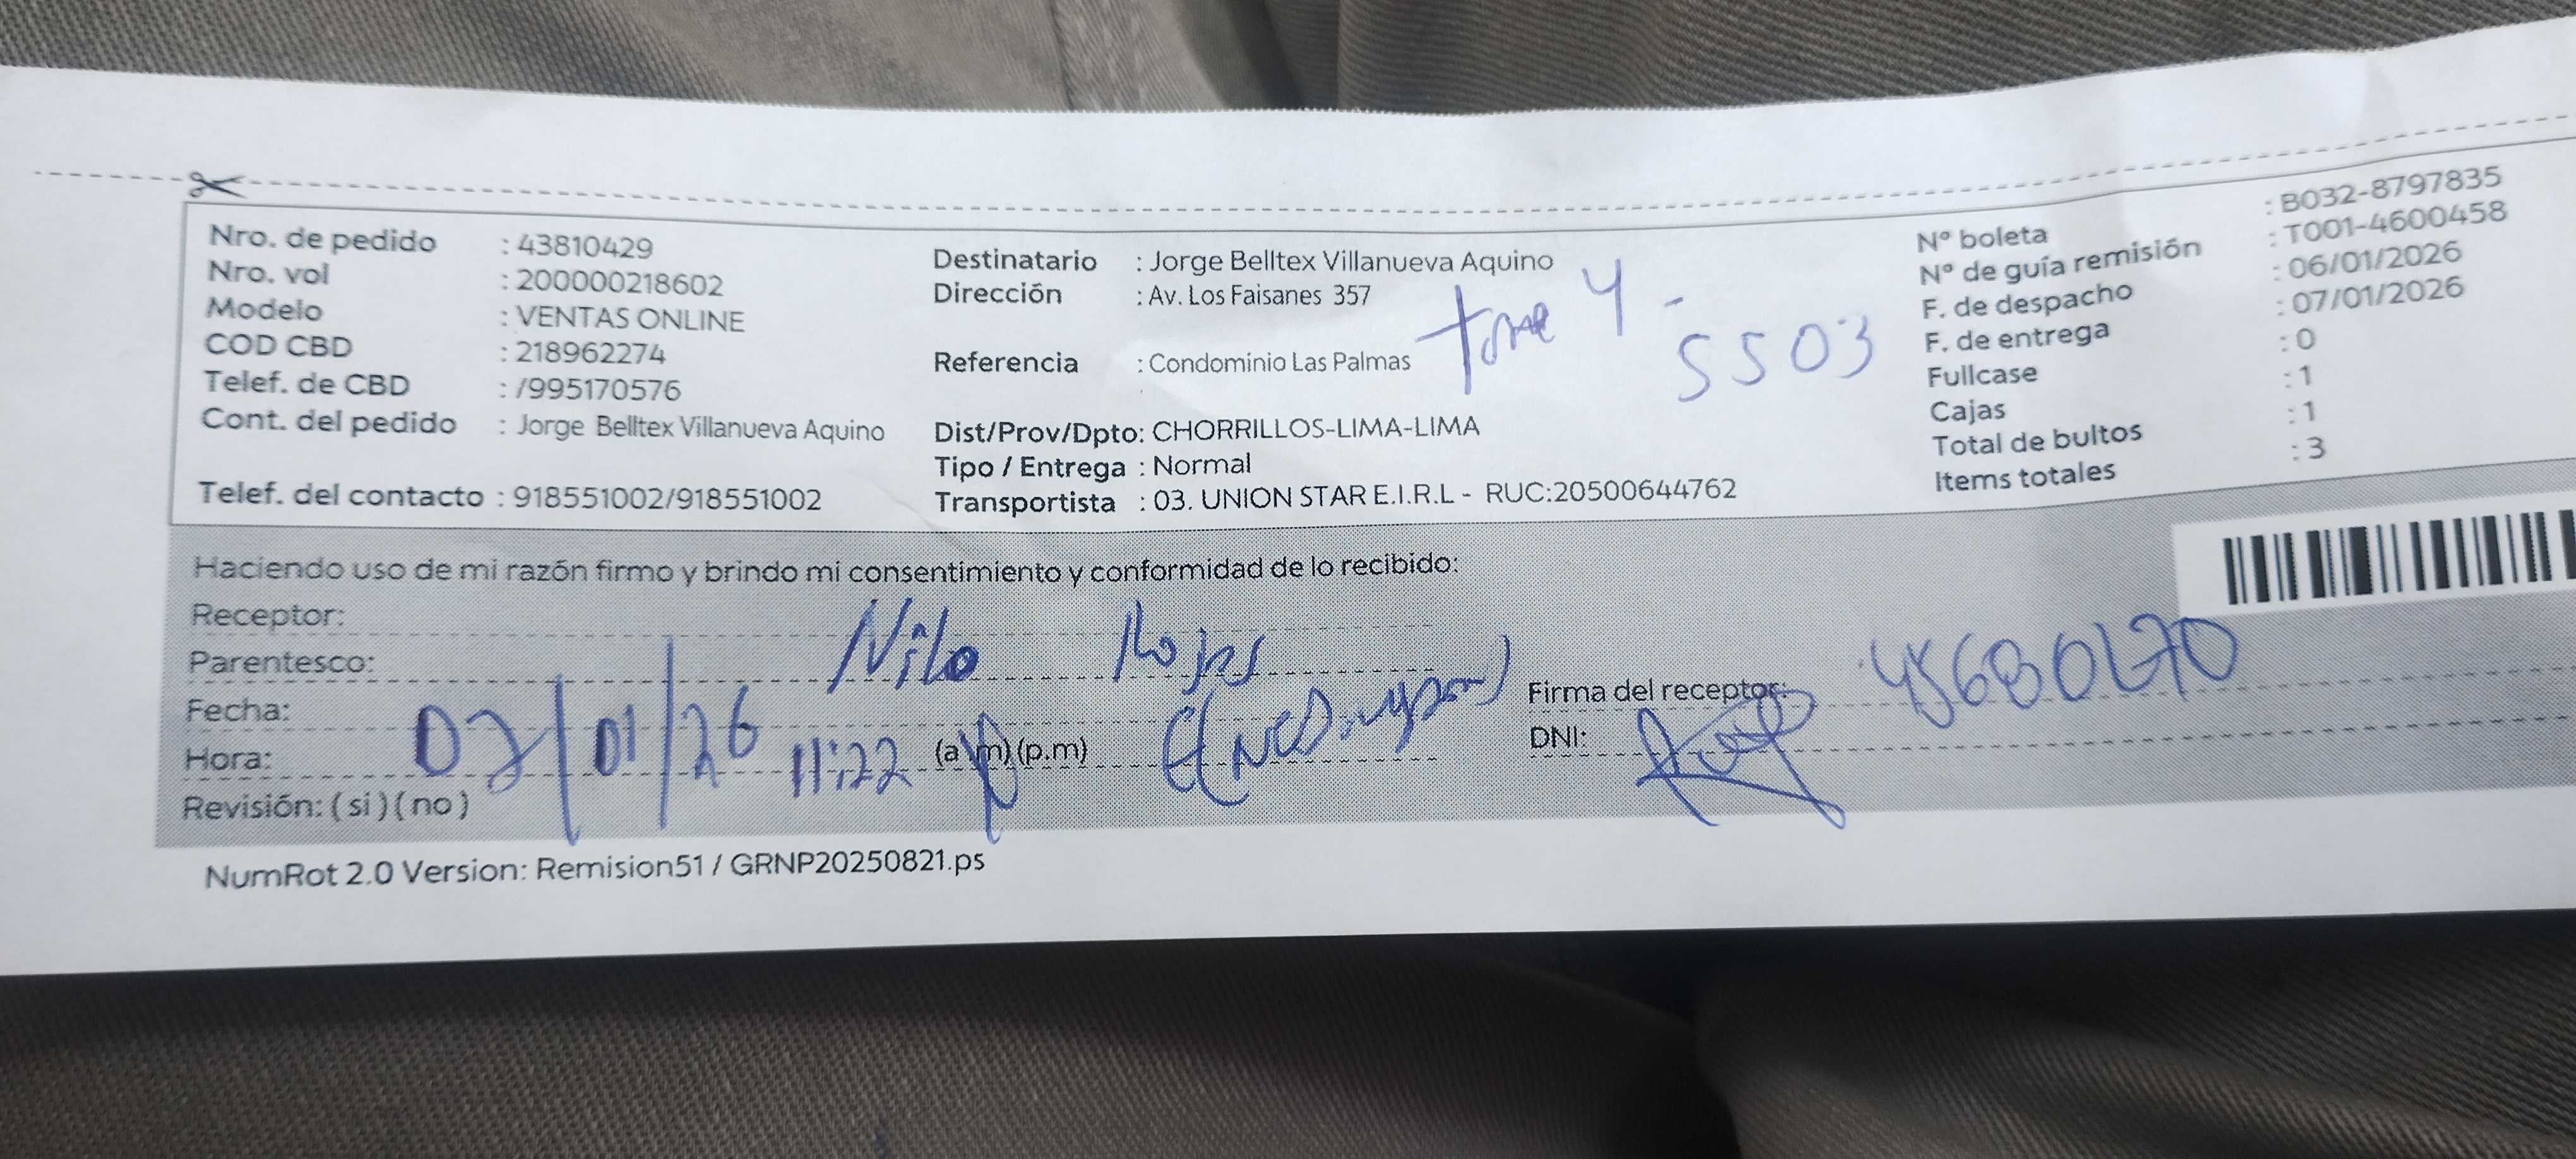 Nro. de pedido : 43810429
Nro. vol : 200000218602
Modelo : VENTAS ONLINE
COD CBD : 218962274
Telef. de CBD : /995170576
Cont. del pedido : Jorge Belltex Villanueva Aquino
Telef. del contacto : 918551002/918551002
Destinatario : Jorge Belltex Villanueva Aquino
Dirección : Av. Los Faisanes 357
Referencia : Condominio Las Palmas
Torre 4 -
5503
Dist/Prov/Dpto: CHORRILLOS-LIMA-LIMA
Tipo / Entrega : Normal
Transportista : 03. UNION STAR E.I.R.L - RUC:20500644762
N° boleta : B032-8797835
N° de guía remisión : T001-4600458
F. de despacho : 06/01/2026
F. de entrega : 07/01/2026
Fullcase : 0
Cajas : 1
Total de bultos : 1
Items totales : 3
Haciendo uso de mi razón firmo y brindo mi consentimiento y conformidad de lo recibido:
Receptor:
Parentesco: Nilo Rojas
Fecha: 07/01/26
Hora: 11:22 (a.m)(p.m)
Revisión: (si)(no)
Firma del receptor:
DNI:
NumRot 2.0 Version: Remision51 / GRNP20250821.ps